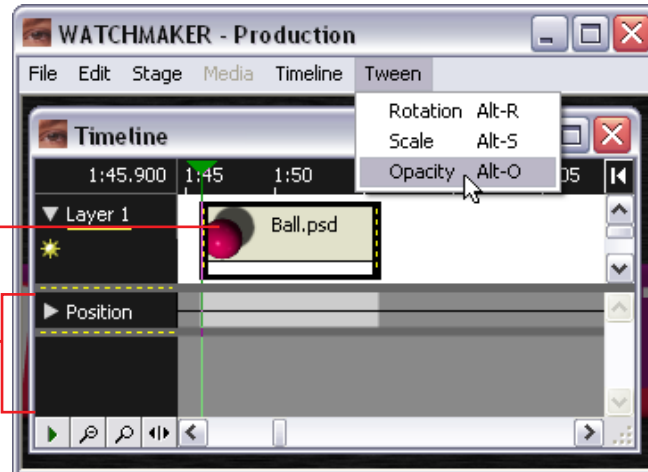 WATCHMAKER - Production
File Edit Stage Media Timeline Tween
Rotation Alt-R
Scale Alt-S
Opacity Alt-O
Timeline
1:45.900 1:45 1:50 05
Layer 1
Ball.psd
Position